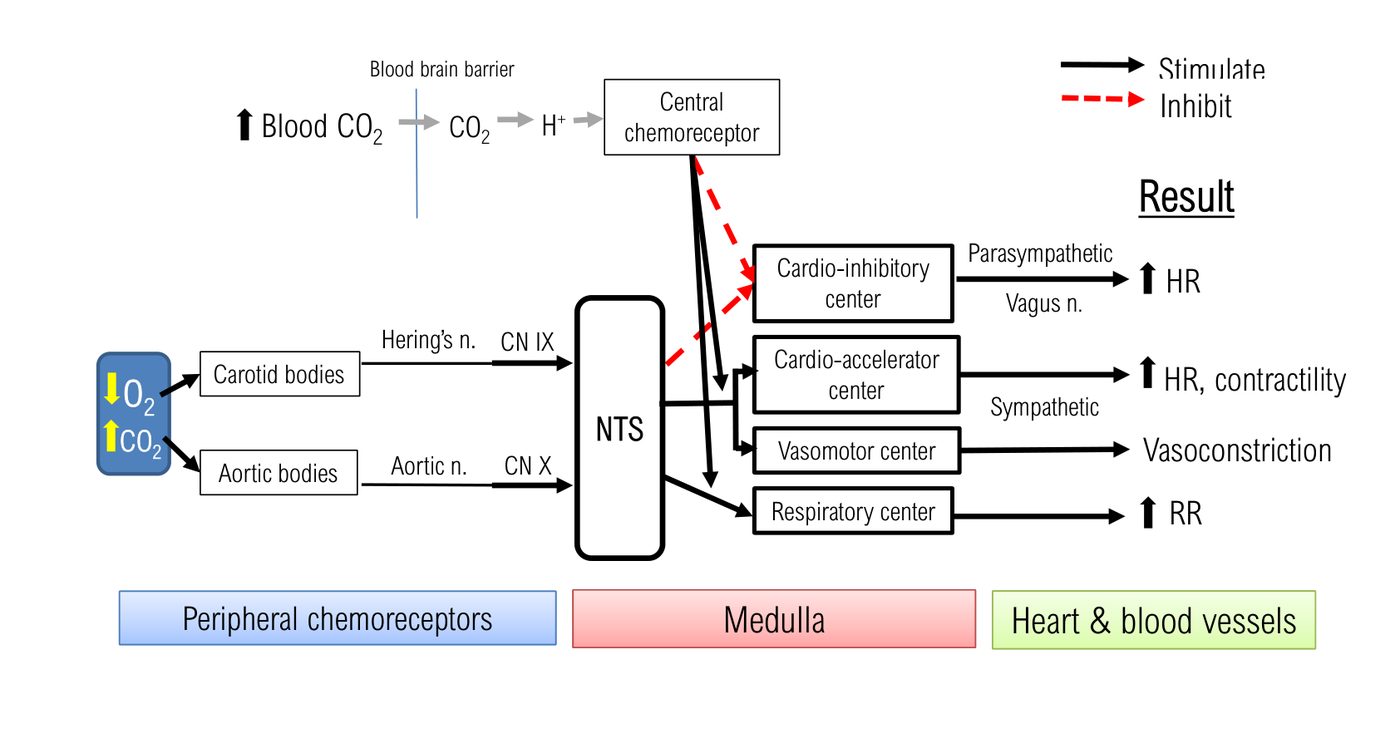 Blood brain barrier
Blood CO₂
CO₂
H⁺
Central
chemoreceptor
Stimulate
Inhibit
Result
Cardio-inhibitory
center
Parasympathetic
Vagus n.
HR
O₂
CO₂
Carotid bodies
Hering's n.
CN IX
Aortic bodies
Aortic n.
CN X
NTS
Cardio-accelerator
center
Sympathetic
HR, contractility
Vasomotor center
Vasoconstriction
Respiratory center
RR
Peripheral chemoreceptors
Medulla
Heart & blood vessels